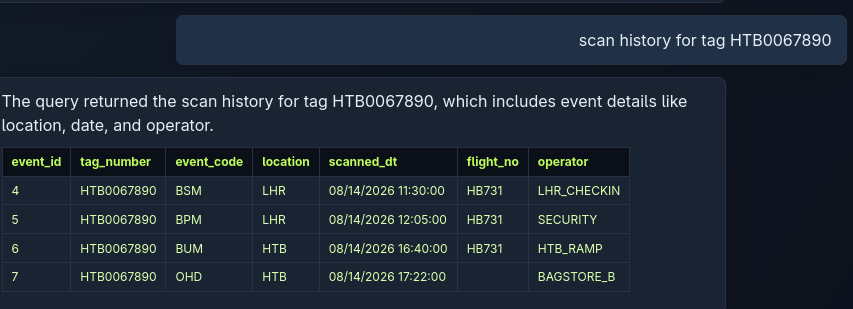 scan history for tag HTB0067890
The query returned the scan history for tag HTB0067890, which includes event details like
location, date, and operator.
event_id tag_number event_code location scanned_dt flight_no operator
4 HTB0067890 BSM LHR 08/14/2026 11:30:00 HB731 LHR_CHECKIN
5 HTB0067890 BPM LHR 08/14/2026 12:05:00 HB731 SECURITY
6 HTB0067890 BUM HTB 08/14/2026 16:40:00 HB731 HTB_RAMP
7 HTB0067890 OHD HTB 08/14/2026 17:22:00 BAGSTORE_B